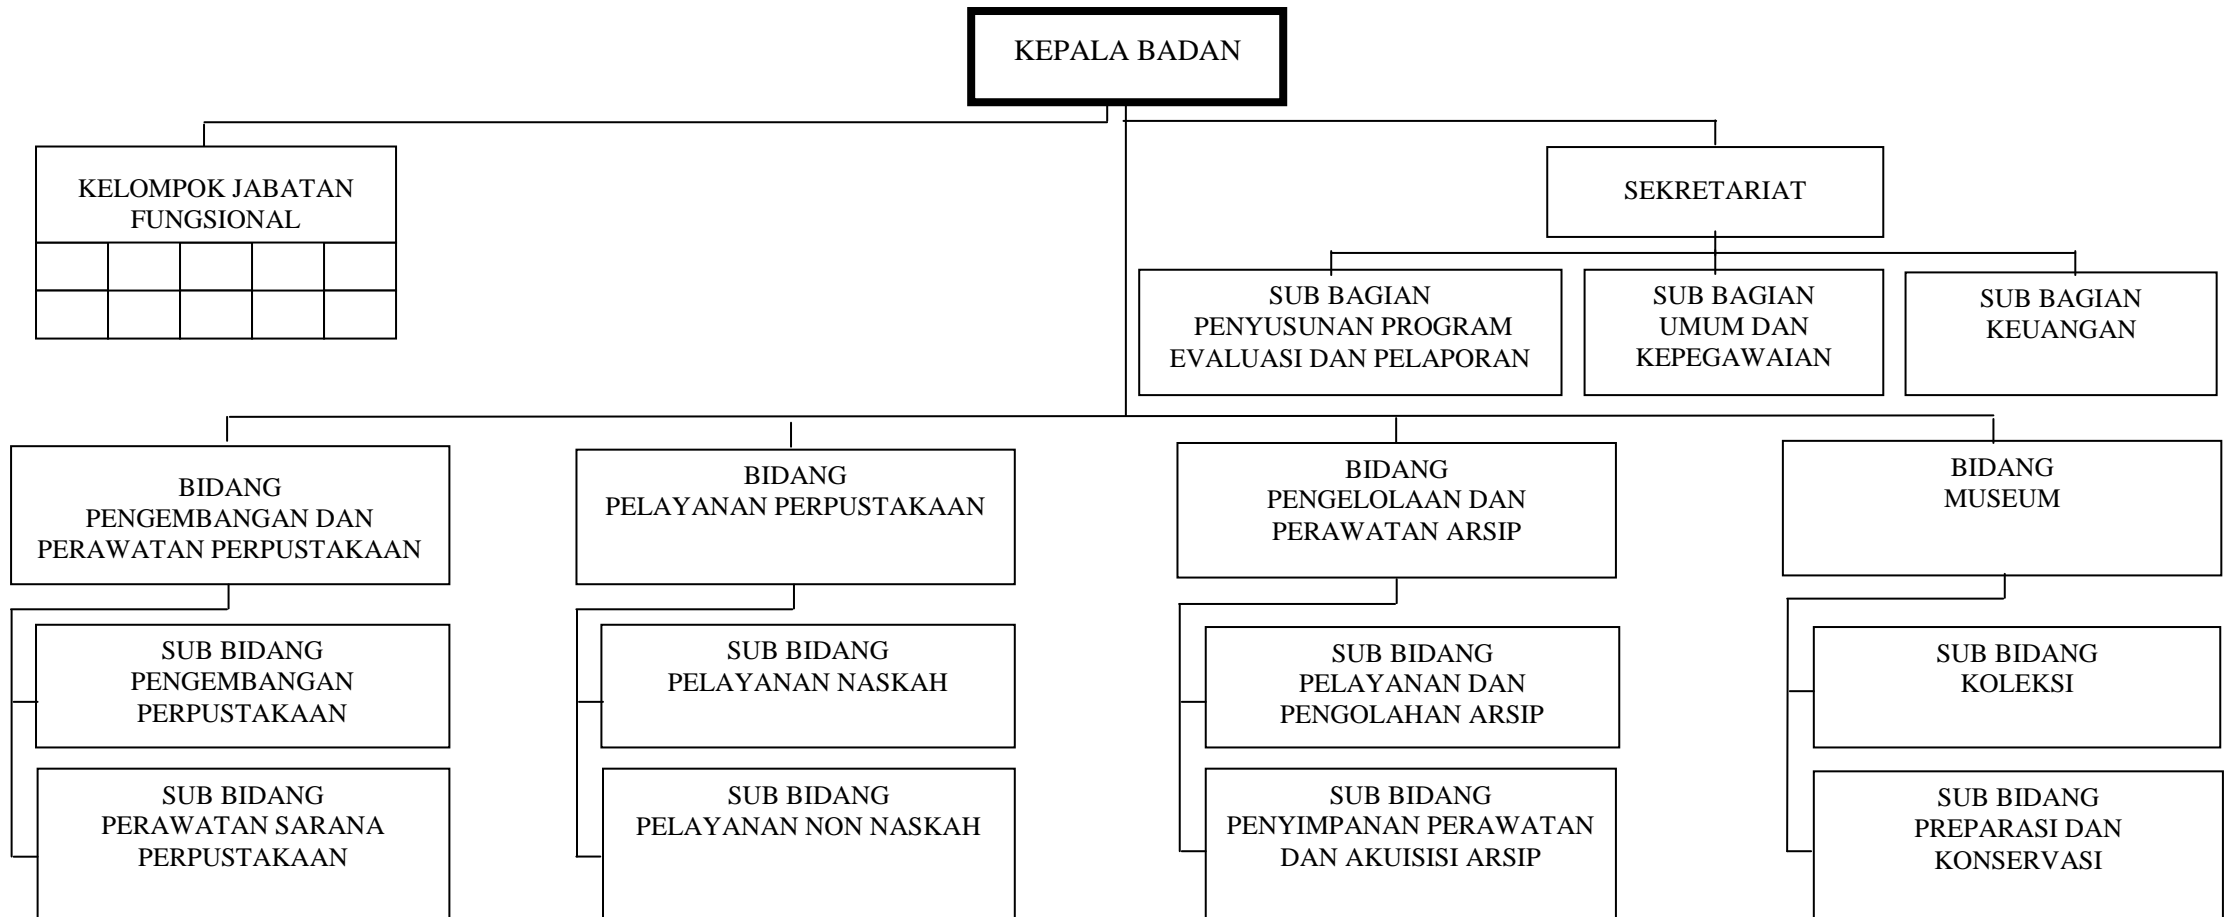 KEPALA BADAN
KELOMPOK JABATAN
FUNGSIONAL
SEKRETARIAT
SUB BAGIAN
PENYUSUNAN PROGRAM
EVALUASI DAN PELAPORAN
SUB BAGIAN
UMUM DAN
KEPEGAWAIAN
SUB BAGIAN
KEUANGAN
BIDANG
PENGEMBANGAN DAN
PERAWATAN PERPUSTAKAAN
BIDANG
PELAYANAN PERPUSTAKAAN
BIDANG
PENGELOLAAN DAN
PERAWATAN ARSIP
BIDANG
MUSEUM
SUB BIDANG
PENGEMBANGAN
PERPUSTAKAAN
SUB BIDANG
PELAYANAN NASKAH
SUB BIDANG
PELAYANAN DAN
PENGOLAHAN ARSIP
SUB BIDANG
KOLEKSI
SUB BIDANG
PERAWATAN SARANA
PERPUSTAKAAN
SUB BIDANG
PELAYANAN NON NASKAH
SUB BIDANG
PENYIMPANAN PERAWATAN
DAN AKUISISI ARSIP
SUB BIDANG
PREPARASI DAN
KONSERVASI